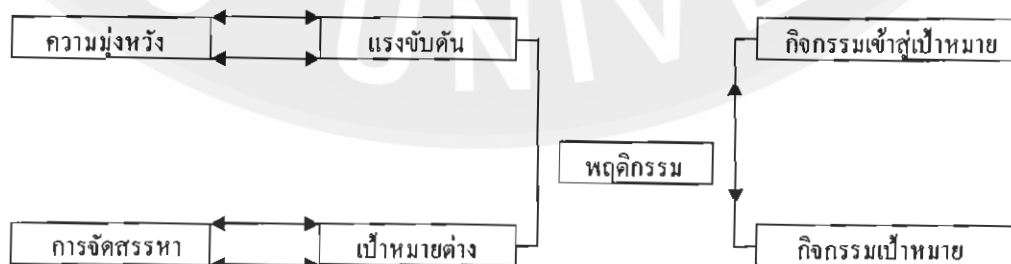 ความมุ่งหวัง
แรงขับดัน
กิจกรรมเข้าสู่เป้าหมาย
พฤติกรรม
การจัดสรรหา
เป้าหมายต่าง
กิจกรรมเป้าหมาย